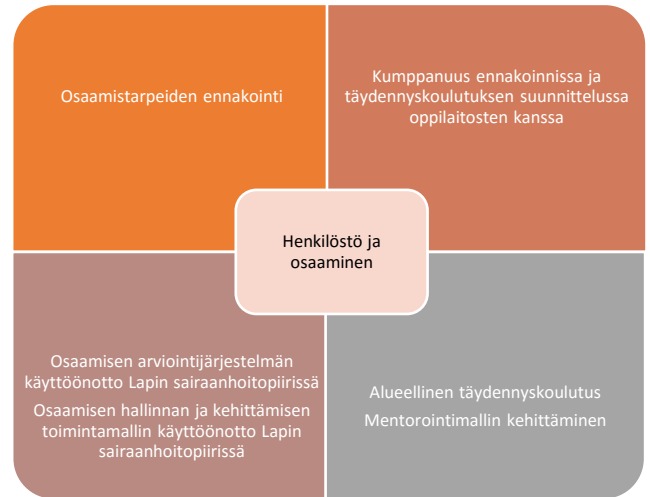 Osaamistarpeiden ennakointi
Kumppanuus ennakoinnissa ja
täydennyskoulutuksen suunnittelussa
oppilaitosten kanssa
Henkilöstö ja
osaaminen
Osaamisen arviointijärjestelmän
käyttöönotto Lapin sairaanhoitopiirissä
Osaamisen hallinnan ja kehittämisen
toimintamallin käyttöönotto Lapin
sairaanhoitopiirissä
Alueellinen täydennyskoulutus
Mentorointimallin kehittäminen